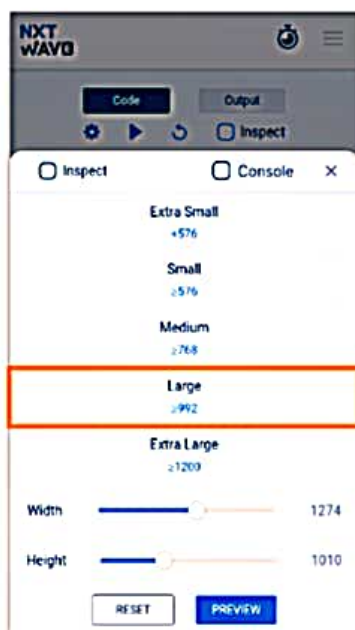 NXT
WAVE
Code Output
Inspect
Inspect Console ×
Extra Small
<576
Small
≥576
Medium
≥768
Large
≥992
Extra Large
≥1200
Width 1274
Height 1010
RESET PREVIEW